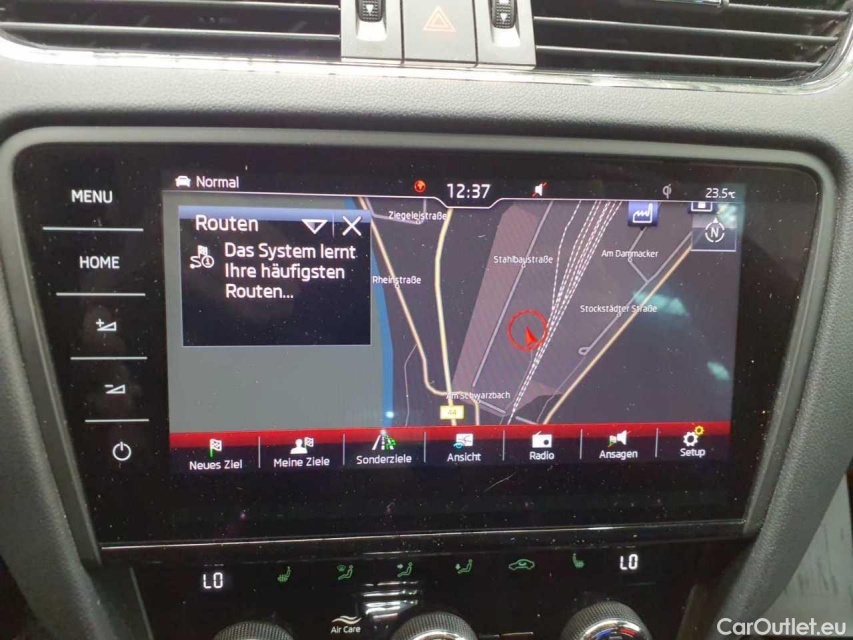 Normal
12:37
23.5°C
MENU
HOME
Routen
Das System lernt
Ihre häufigsten
Routen...
Ziegeleistraße
Rheinstraße
Stahlbaustraße
Am Dammacker
Stockstädter Straße
Am Schwarzbach
44
N
Neues Ziel
Meine Ziele
Sonderziele
Ansicht
Radio
Ansagen
Setup
LO
LO
Air Care
CarOutlet.eu